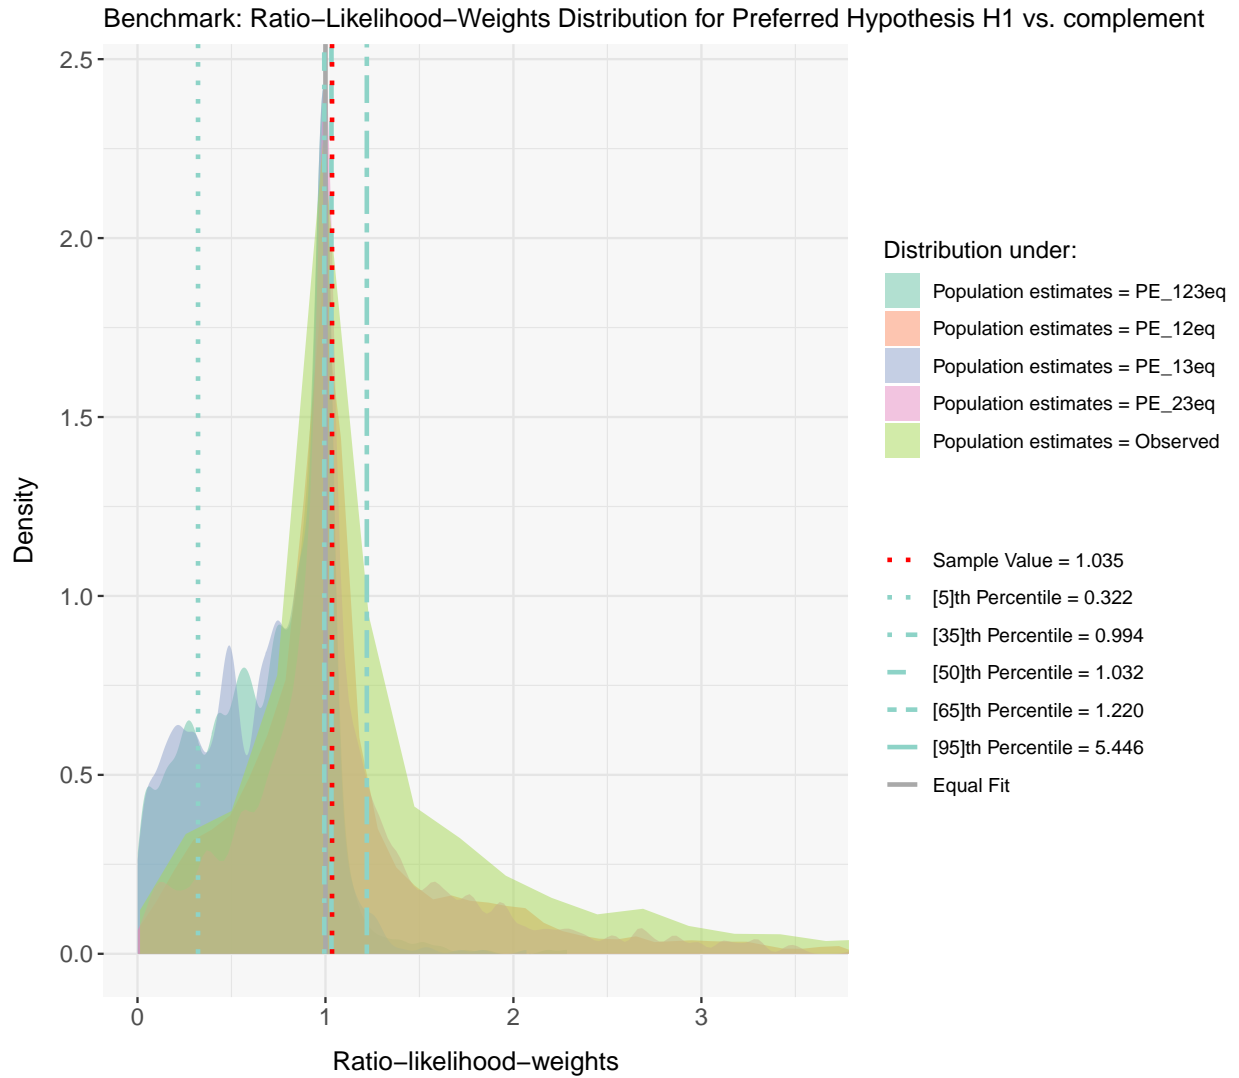 Benchmark: Ratio−Likelihood−Weights Distribution for Preferred Hypothesis H1 vs. complement
2.5
2.0
1.5
1.0
0.5
0.0
Density
0 1 2 3
Ratio−likelihood−weights
Distribution under:
Population estimates = PE_123eq
Population estimates = PE_12eq
Population estimates = PE_13eq
Population estimates = PE_23eq
Population estimates = Observed
Sample Value = 1.035
[5]th Percentile = 0.322
[35]th Percentile = 0.994
[50]th Percentile = 1.032
[65]th Percentile = 1.220
[95]th Percentile = 5.446
Equal Fit